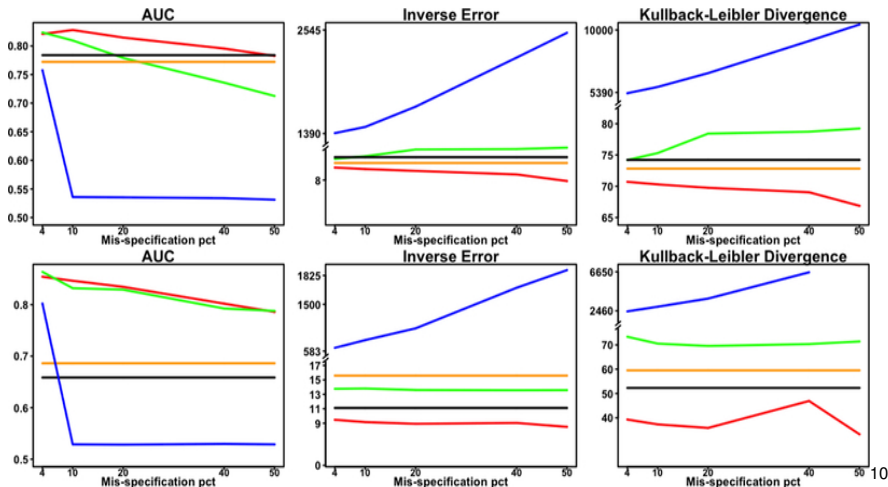 AUC
0.80
0.75
0.70
0.65
0.60
0.55
0.50
4 10 20 40 50
Mis-specification pct
Inverse Error
2545
1390
8
4 10 20 40 50
Mis-specification pct
Kullback-Leibler Divergence
10000
5390
80
75
70
65
4 10 20 40 50
Mis-specification pct
AUC
0.8
0.7
0.6
0.5
4 10 20 40 50
Mis-specification pct
Inverse Error
1825
1500
583
17
15
13
11
9
0
4 10 20 40 50
Mis-specification pct
Kullback-Leibler Divergence
6650
2460
70
60
50
40
4 10 20 40 50
Mis-specification pct
10